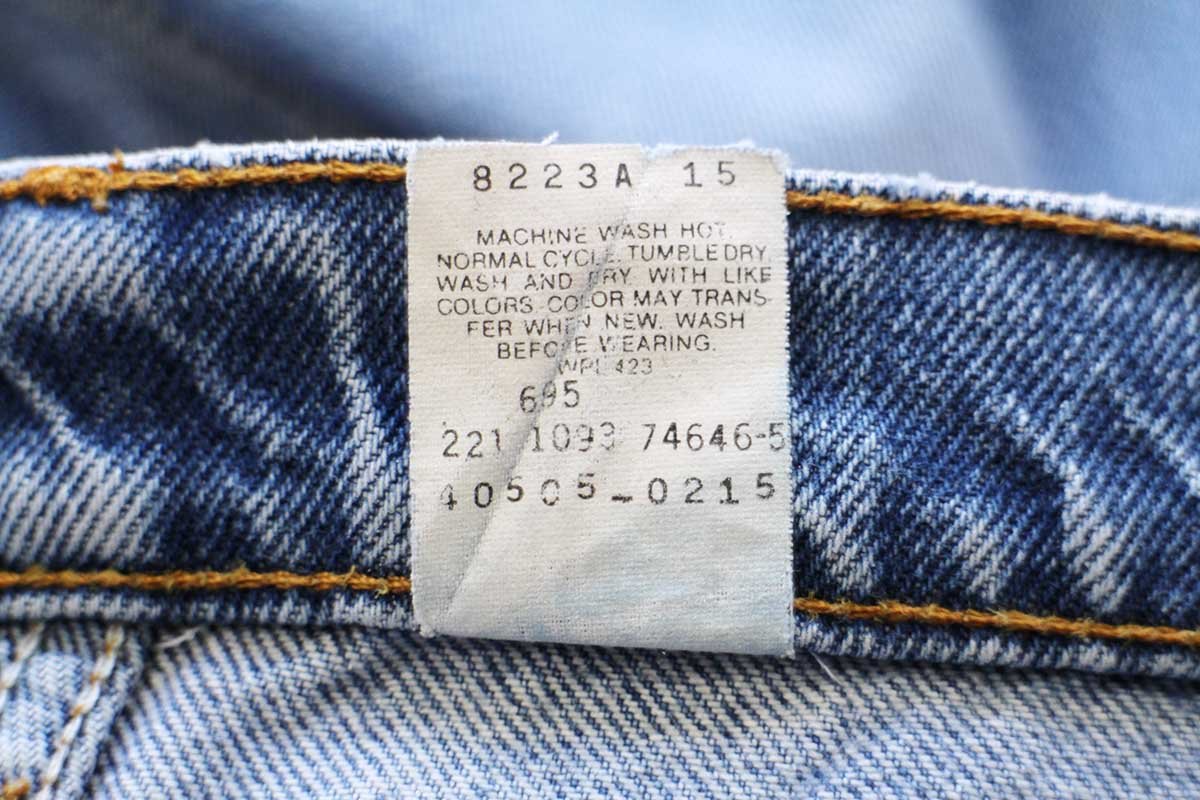 8223A 15
MACHINE WASH HOT.
NORMAL CYCLE. TUMBLE DRY,
WASH AND DRY WITH LIKE
COLORS. COLOR MAY TRANS-
FER WHEN NEW. WASH
BEFORE WEARING.
WPL 423
695
221 1093 74646-5
40505-0215